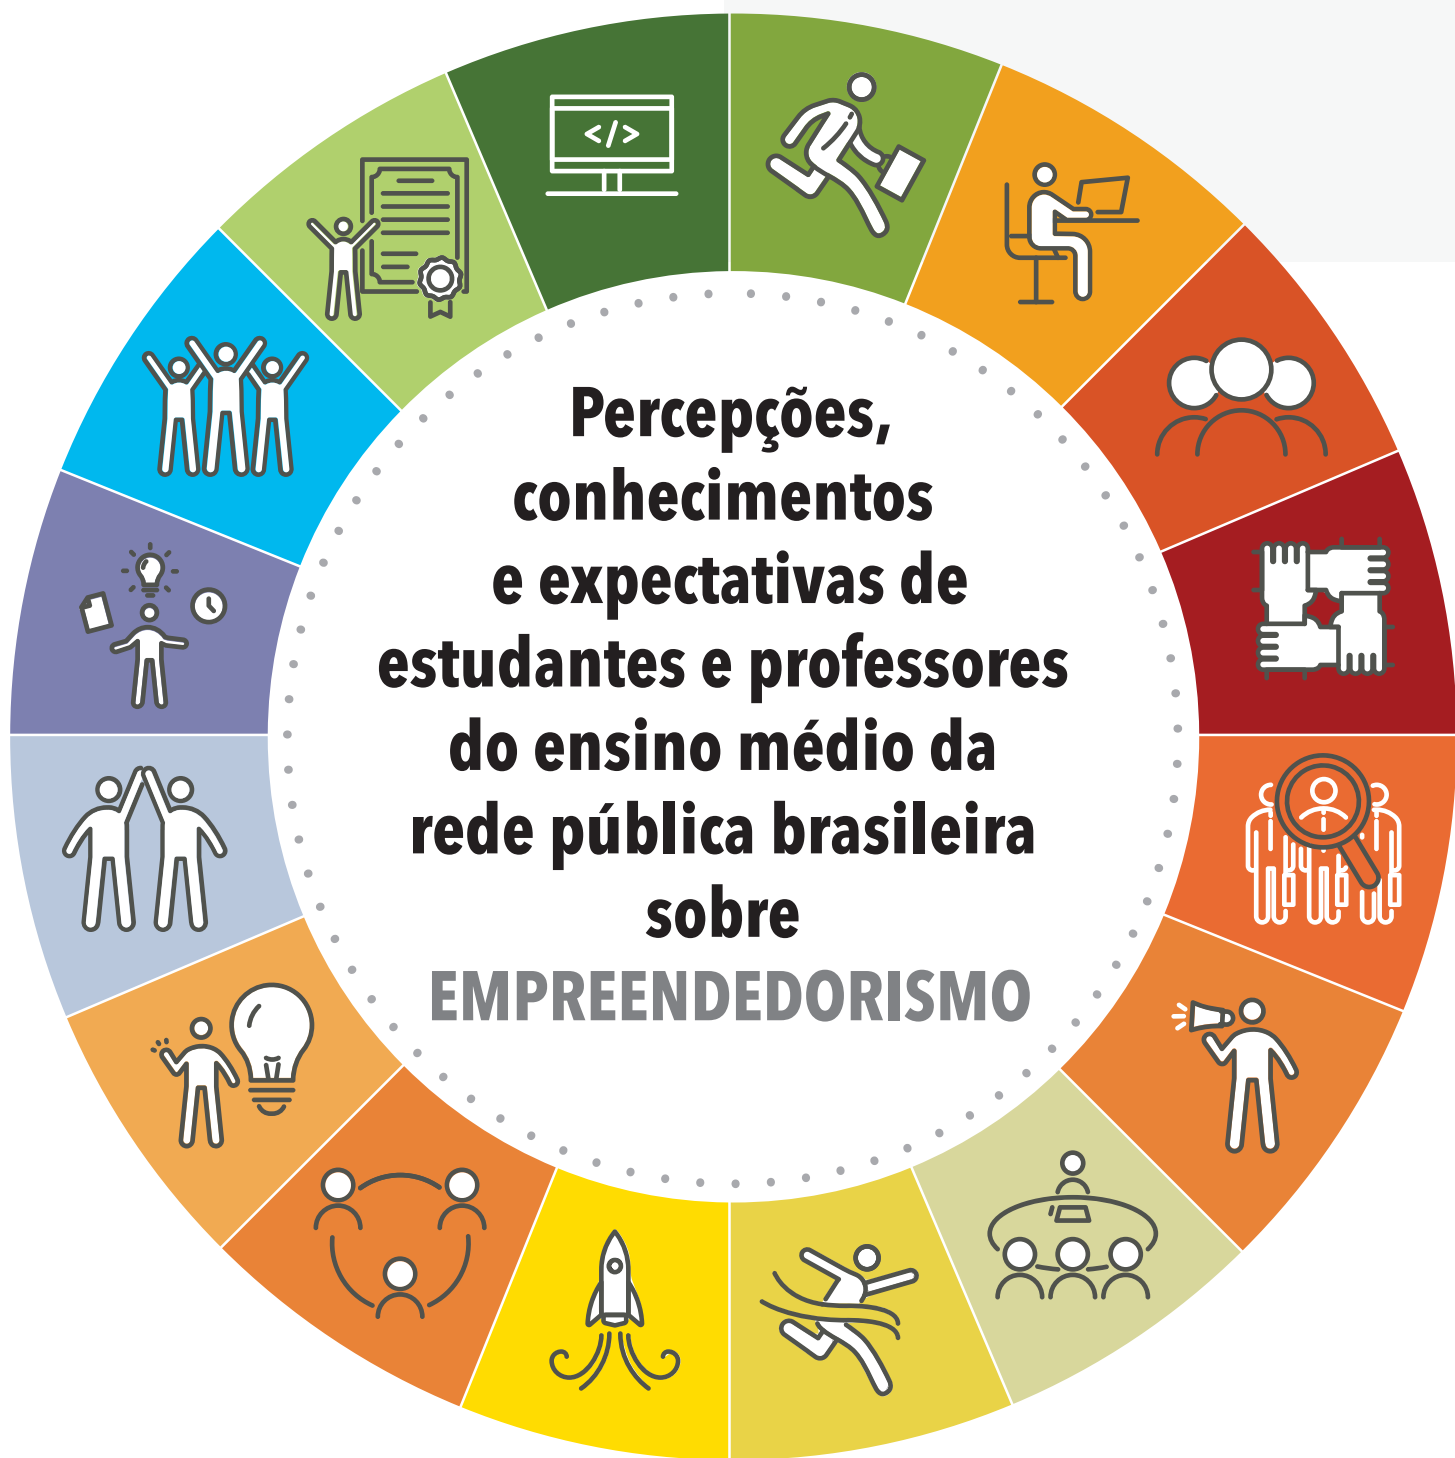 </>
Percepções,
conhecimentos
e expectativas de
estudantes e professores
do ensino médio da
rede pública brasileira
sobre
EMPREENDEDORISMO